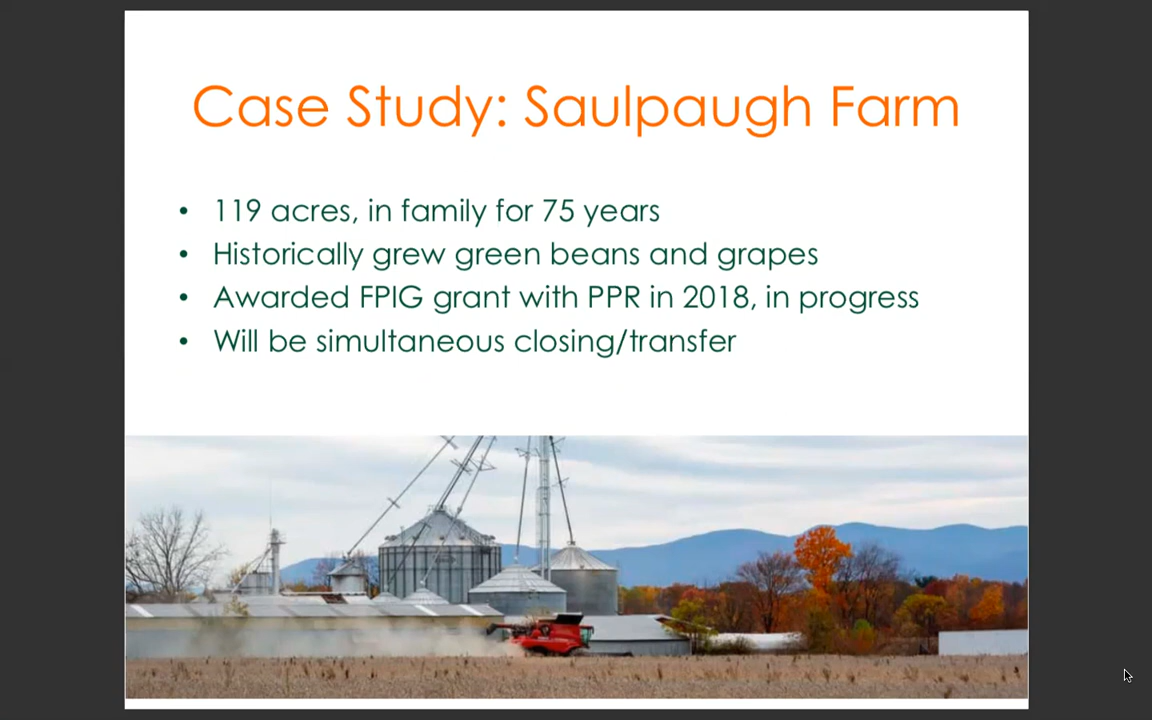 Case Study: Saulpaugh Farm
• 119 acres, in family for 75 years
• Historically grew green beans and grapes
• Awarded FPIG grant with PPR in 2018, in progress
• Will be simultaneous closing/transfer